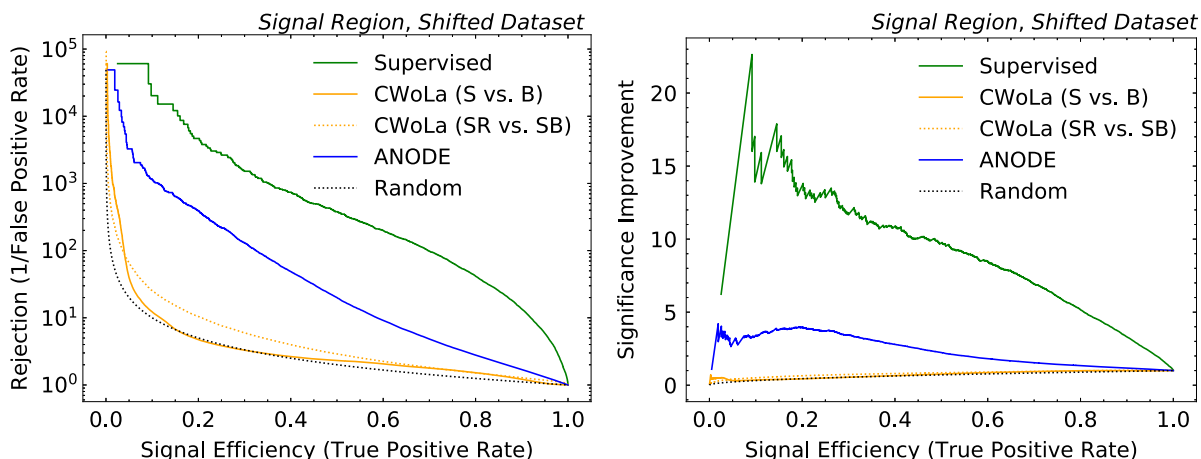 Signal Region, Shifted Dataset
Rejection (1/False Positive Rate)
10^5
10^4
10^3
10^2
10^1
10^0
Supervised
CWoLa (S vs. B)
CWoLa (SR vs. SB)
ANODE
Random
0.0 0.2 0.4 0.6 0.8 1.0
Signal Efficiency (True Positive Rate)
Signal Region, Shifted Dataset
Significance Improvement
20
15
10
5
0
Supervised
CWoLa (S vs. B)
CWoLa (SR vs. SB)
ANODE
Random
0.0 0.2 0.4 0.6 0.8 1.0
Signal Efficiency (True Positive Rate)